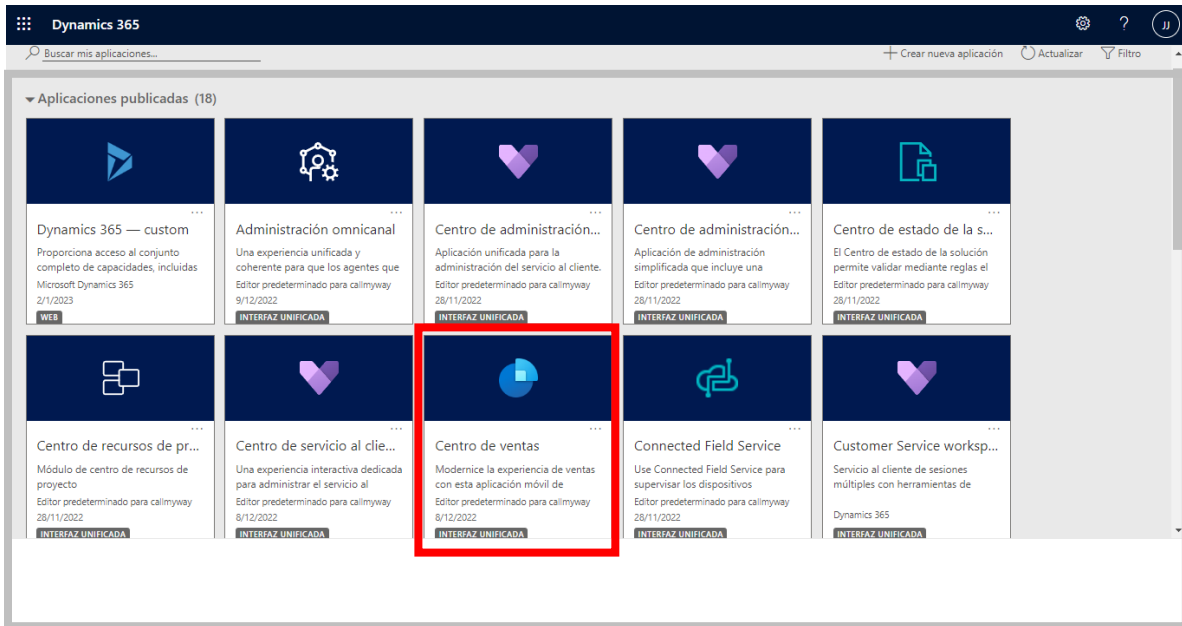 Dynamics 365
?
JJ
Buscar mis aplicaciones...
Crear nueva aplicación
Actualizar
Filtro
Aplicaciones publicadas (18)
...
Dynamics 365 — custom
Proporciona acceso al conjunto
completo de capacidades, incluidas
Microsoft Dynamics 365
2/1/2023
WEB
...
Administración omnicanal
Una experiencia unificada y
coherente para que los agentes que
Editor predeterminado para callmyway
9/12/2022
INTERFAZ UNIFICADA
...
Centro de administración...
Aplicación unificada para la
administración del servicio al cliente.
Editor predeterminado para callmyway
28/11/2022
INTERFAZ UNIFICADA
...
Centro de administración...
Aplicación de administración
simplificada que incluye una
Editor predeterminado para callmyway
28/11/2022
INTERFAZ UNIFICADA
...
Centro de estado de la s...
El Centro de estado de la solución
permite validar mediante reglas el
Editor predeterminado para callmyway
28/11/2022
INTERFAZ UNIFICADA
...
Centro de recursos de pr...
Módulo de centro de recursos de
proyecto
Editor predeterminado para callmyway
28/11/2022
INTERFAZ UNIFICADA
...
Centro de servicio al clie...
Una experiencia interactiva dedicada
para administrar el servicio al
Editor predeterminado para callmyway
8/12/2022
INTERFAZ UNIFICADA
...
Centro de ventas
Modernice la experiencia de ventas
con esta aplicación móvil de
Editor predeterminado para callmyway
8/12/2022
INTERFAZ UNIFICADA
...
Connected Field Service
Use Connected Field Service para
supervisar los dispositivos
Editor predeterminado para callmyway
28/11/2022
INTERFAZ UNIFICADA
...
Customer Service worksp...
Servicio al cliente de sesiones
múltiples con herramientas de
Dynamics 365
INTERFAZ UNIFICADA